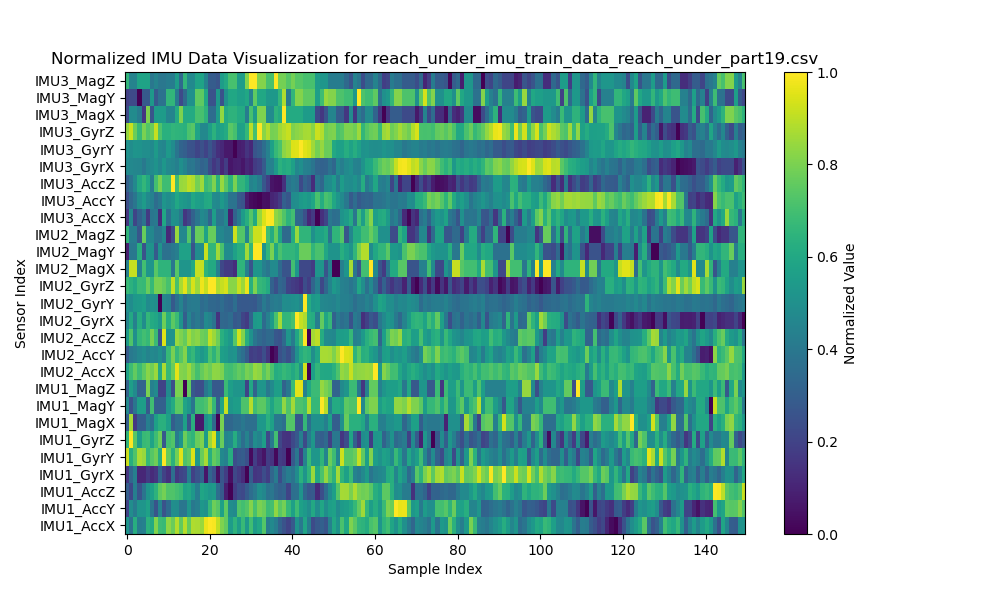 Normalized IMU Data Visualization for reach_under_imu_train_data_reach_under_part19.csv
IMU3_MagZ
IMU3_MagY
IMU3_MagX
IMU3_GyrZ
IMU3_GyrY
IMU3_GyrX
IMU3_AccZ
IMU3_AccY
IMU3_AccX
IMU2_MagZ
IMU2_MagY
IMU2_MagX
IMU2_GyrZ
IMU2_GyrY
IMU2_GyrX
IMU2_AccZ
IMU2_AccY
IMU2_AccX
IMU1_MagZ
IMU1_MagY
IMU1_MagX
IMU1_GyrZ
IMU1_GyrY
IMU1_GyrX
IMU1_AccZ
IMU1_AccY
IMU1_AccX
Sensor Index
0 20 40 60 80 100 120 140
Sample Index
1.0
0.8
0.6
0.4
0.2
0.0
Normalized Value